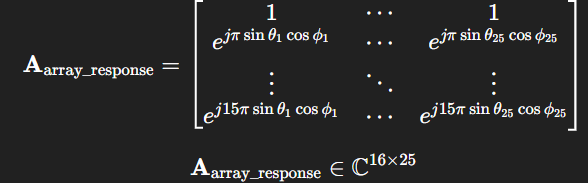 A_array_response = [ 1 ⋯ 1
e^{jπ sin θ_1 cos φ_1} ⋯ e^{jπ sin θ_25 cos φ_25}
⋮ ⋱ ⋮
e^{j15π sin θ_1 cos φ_1} ⋯ e^{j15π sin θ_25 cos φ_25} ]
A_array_response ∈ ℂ^{16×25}